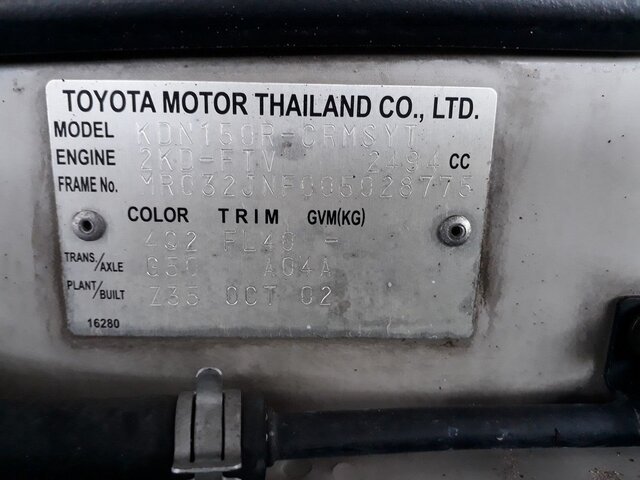 TOYOTA MOTOR THAILAND CO., LTD.
MODEL KDN150R-CRMSYT
ENGINE 2KD-FTV 2494 CC
FRAME No. MR032JNF005028775
COLOR TRIM GVM(KG)
4Q2 FL40 -
TRANS./AXLE G50 A04A
PLANT/BUILT Z35 OCT 02
16280